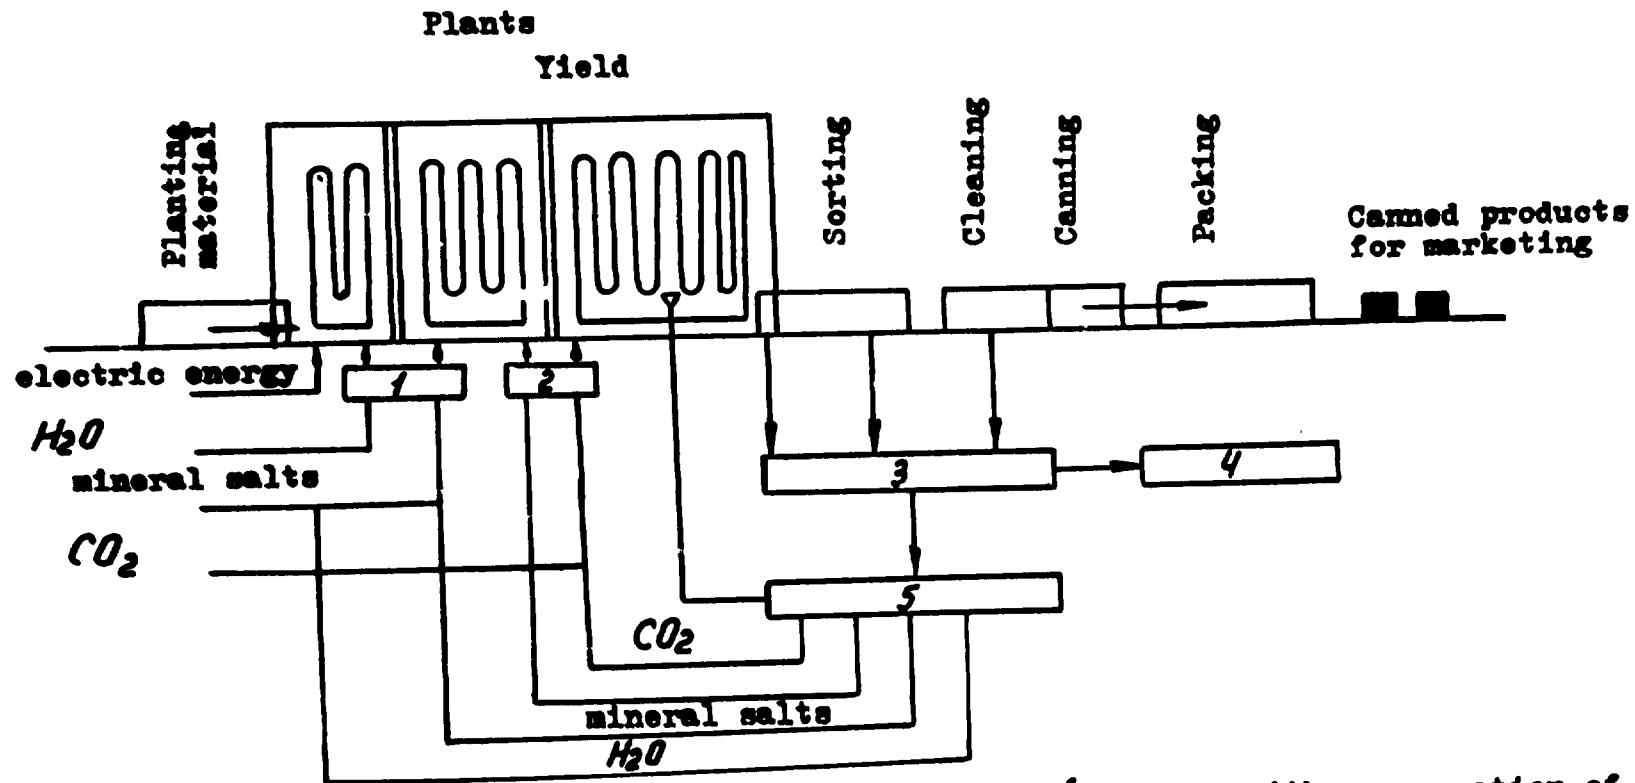 Plants
Yield
Planting
material
Sorting
Cleaning
Canning
Packing
Canned products
for marketing
electric energy
1
2
H₂O
mineral salts
3
4
CO₂
5
CO₂
mineral salts
H₂O